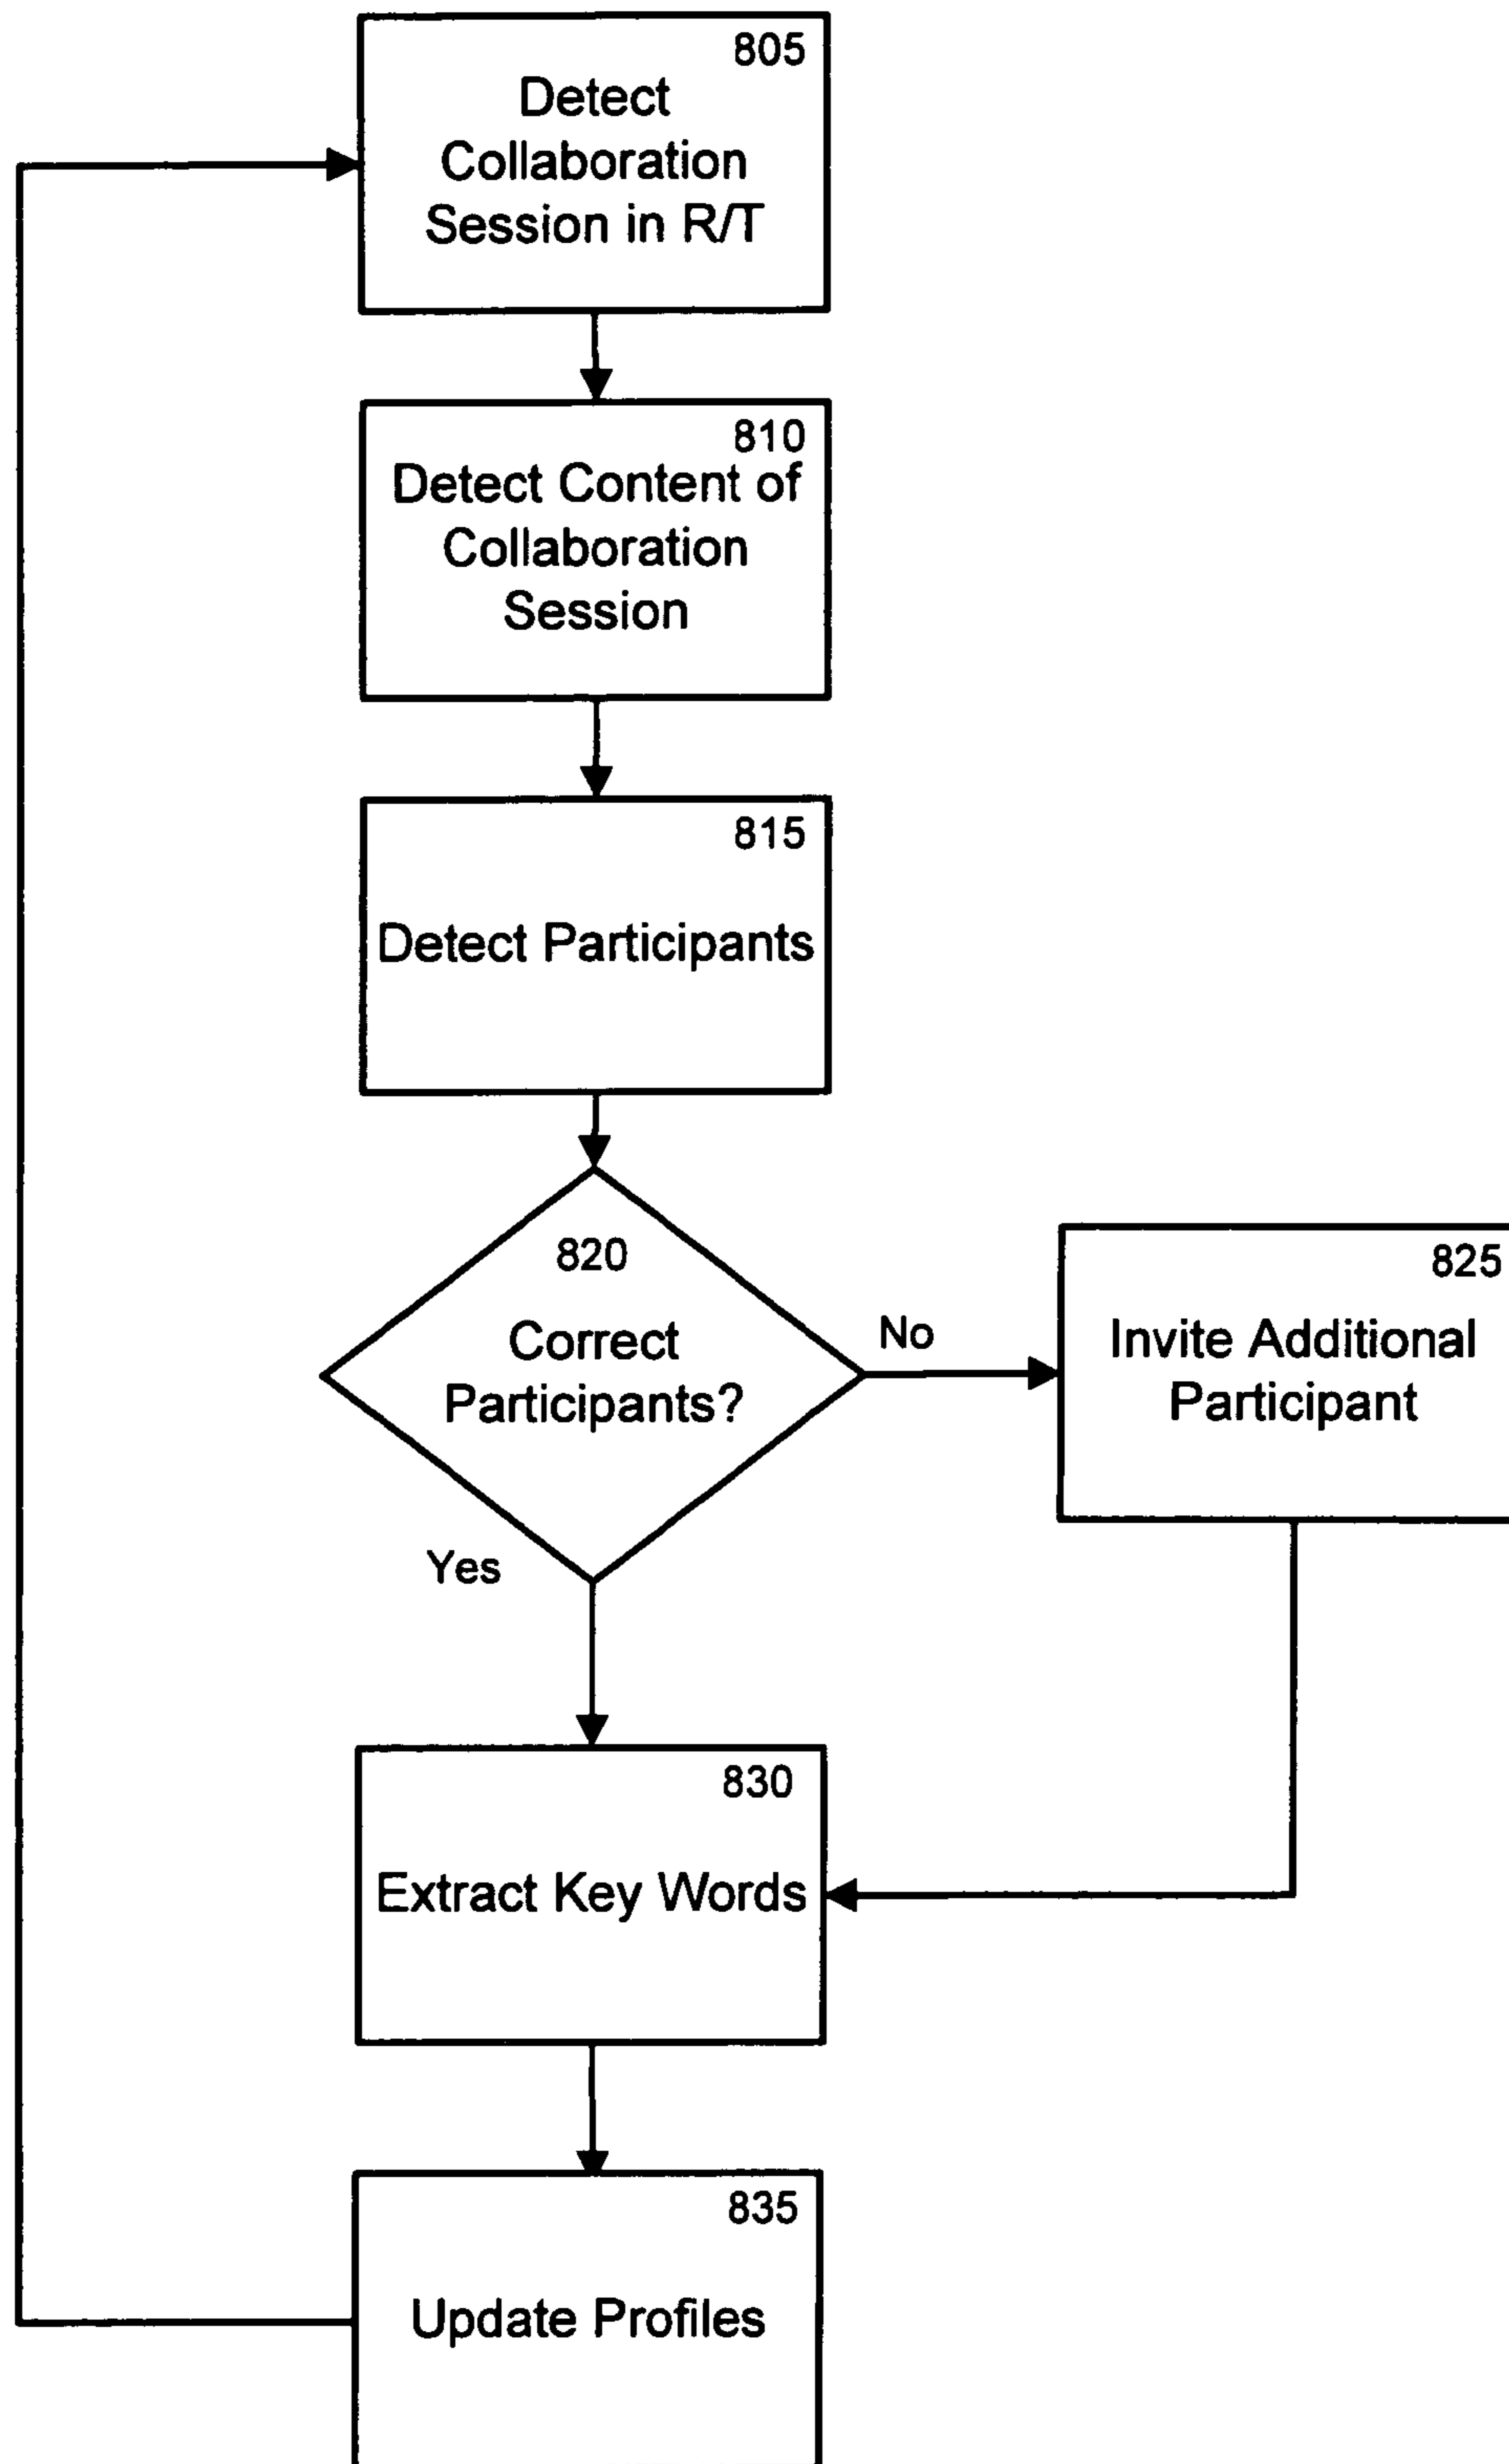 805
Detect
Collaboration
Session in R/T
810
Detect Content of
Collaboration
Session
815
Detect Participants
820
Correct
Participants?
No
825
Invite Additional
Participant
Yes
830
Extract Key Words
835
Update Profiles